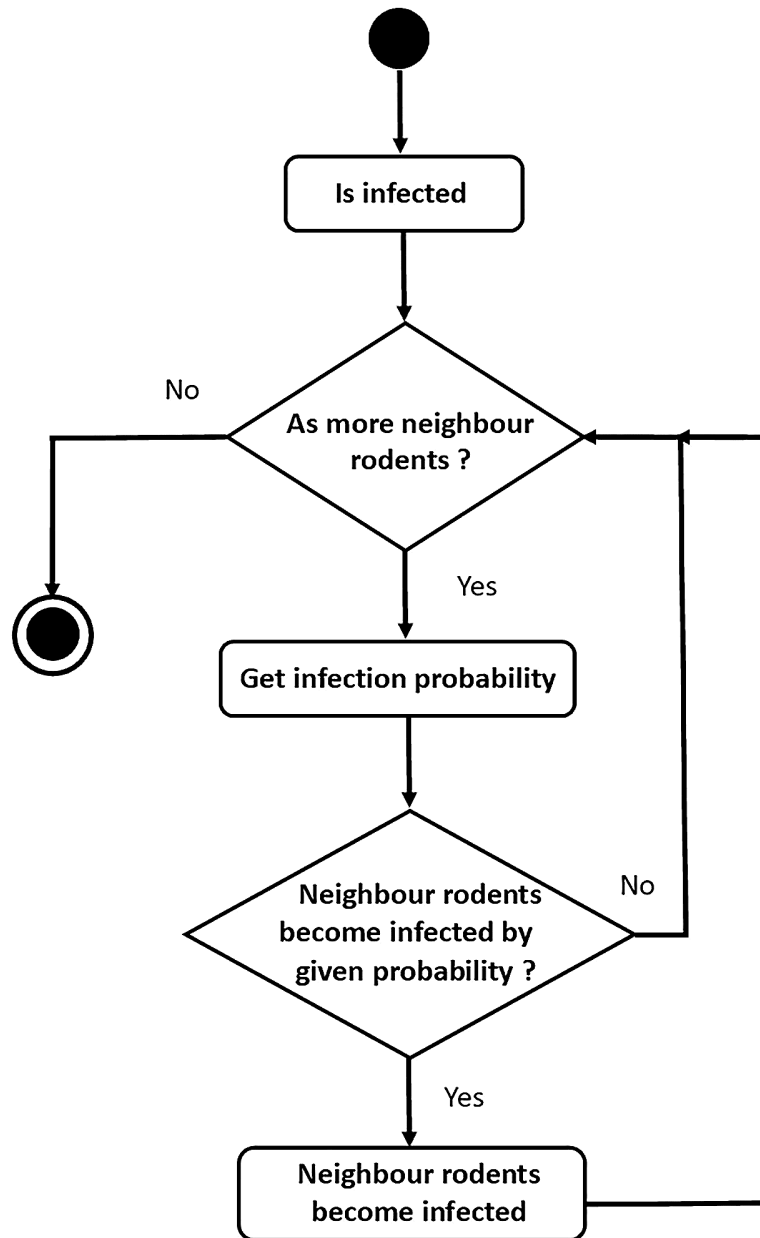 Is infected
No
As more neighbour
rodents ?
Yes
Get infection probability
No
Neighbour rodents
become infected by
given probability ?
Yes
Neighbour rodents
become infected